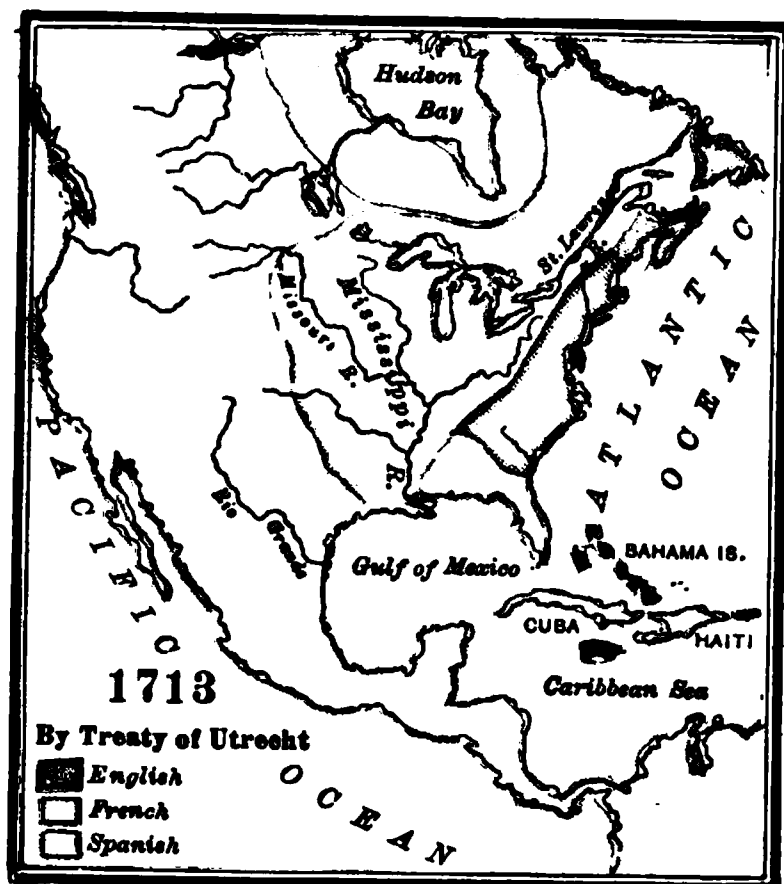 Hudson
Bay
St. Lawrence
R.
Missouri R.
Mississippi
R.
ATLANTIC
OCEAN
PACIFIC
Rio Grande
Gulf of Mexico
BAHAMA IS.
CUBA
HAITI
Caribbean Sea
1713
By Treaty of Utrecht
English
French
Spanish
OCEAN